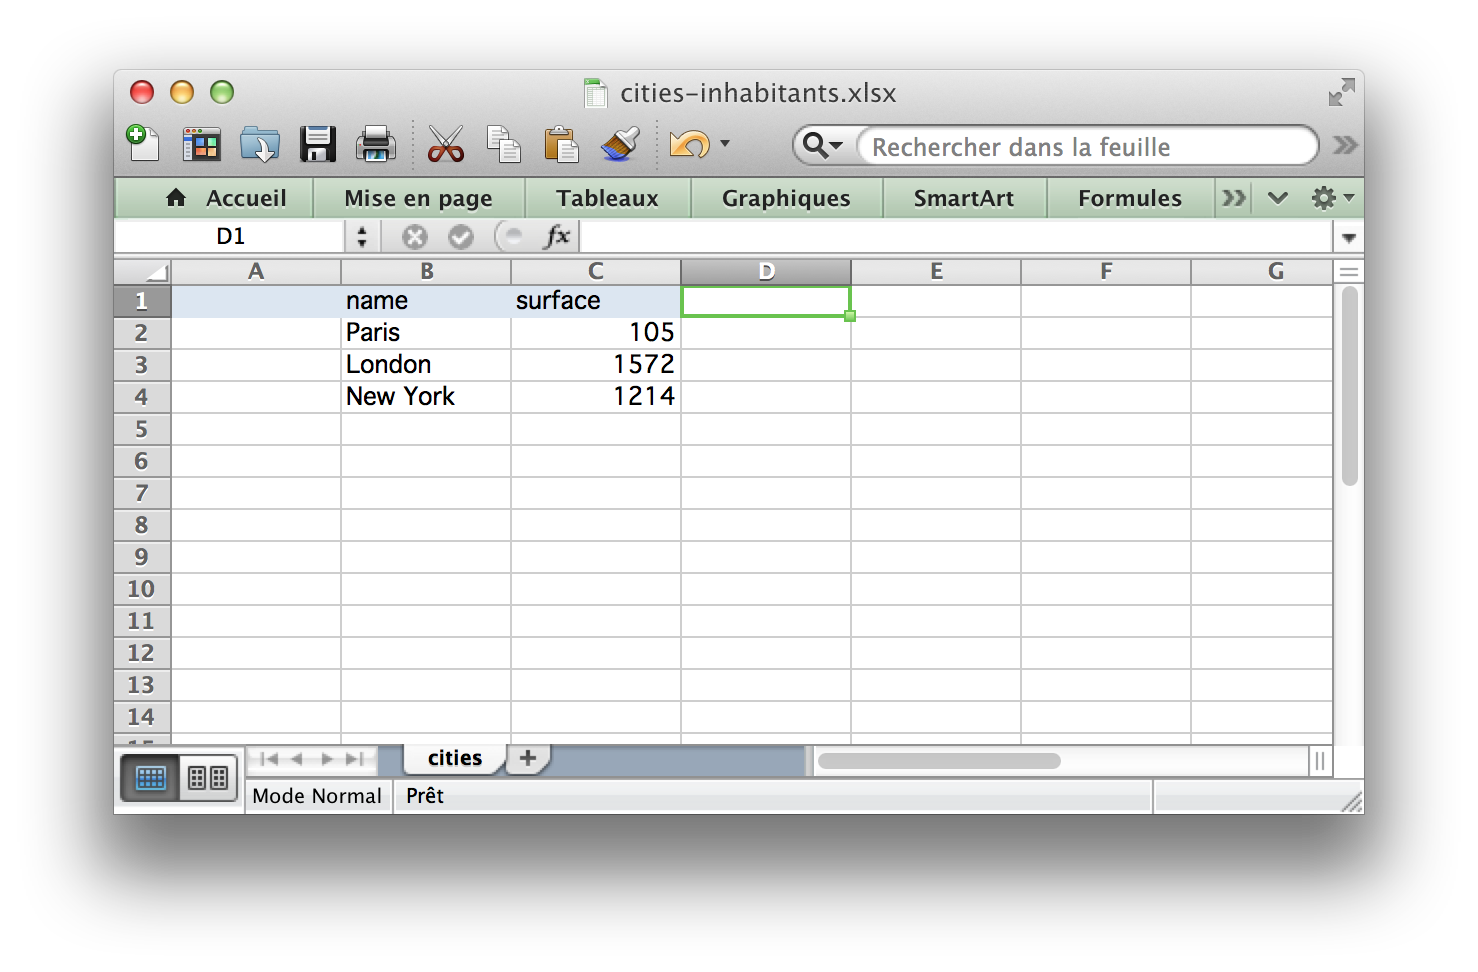 cities-inhabitants.xlsx
Rechercher dans la feuille
Accueil Mise en page Tableaux Graphiques SmartArt Formules
D1 fx
A B C D E F G
1 name surface
2 Paris 105
3 London 1572
4 New York 1214
5
6
7
8
9
10
11
12
13
14
cities
Mode Normal Prêt